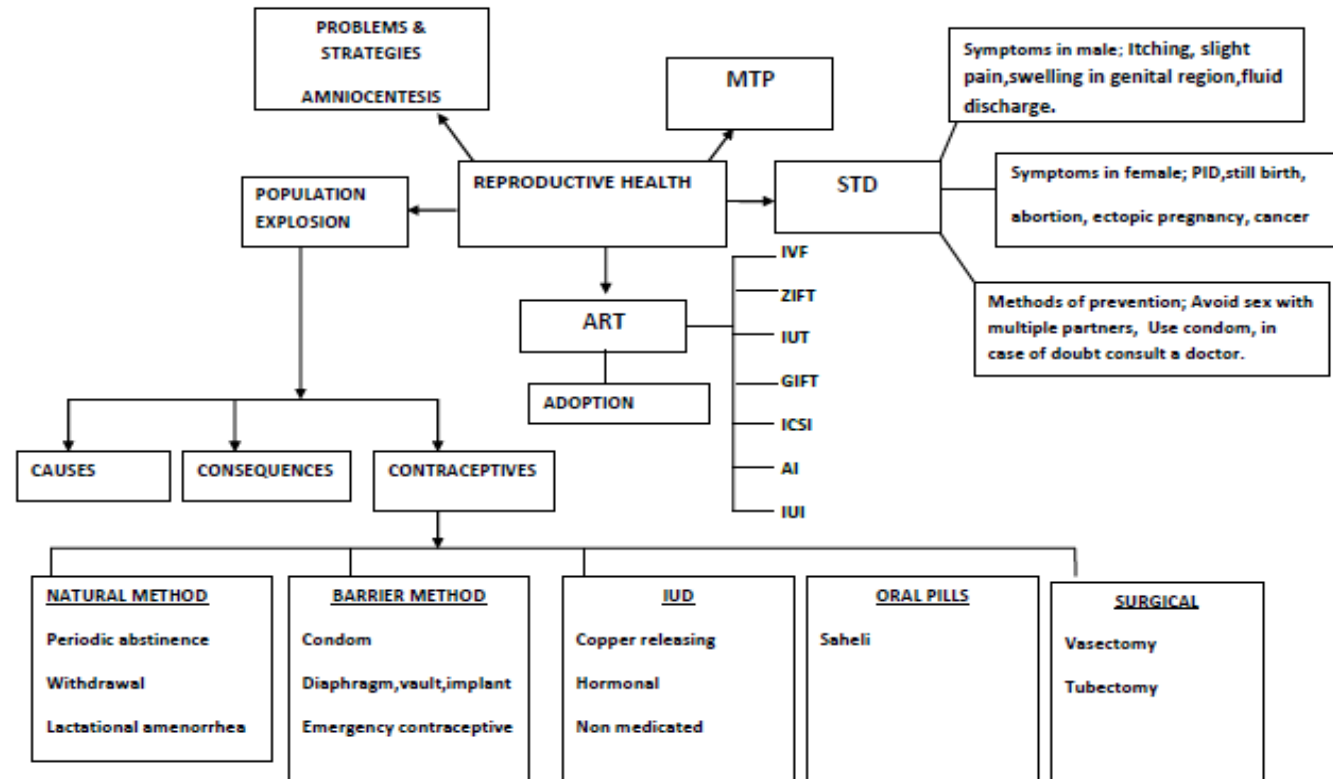 PROBLEMS &
STRATEGIES
AMNIOCENTESIS
MTP
Symptoms in male; Itching, slight
pain,swelling in genital region,fluid
discharge.
REPRODUCTIVE HEALTH
STD
Symptoms in female; PID,still birth,
abortion, ectopic pregnancy, cancer
POPULATION
EXPLOSION
Methods of prevention; Avoid sex with
multiple partners, Use condom, in
case of doubt consult a doctor.
ART
ADOPTION
IVF
ZIFT
IUT
GIFT
ICSI
AI
IUI
CAUSES
CONSEQUENCES
CONTRACEPTIVES
NATURAL METHOD
Periodic abstinence
Withdrawal
Lactational amenorrhea
BARRIER METHOD
Condom
Diaphragm,vault,implant
Emergency contraceptive
IUD
Copper releasing
Hormonal
Non medicated
ORAL PILLS
Saheli
SURGICAL
Vasectomy
Tubectomy